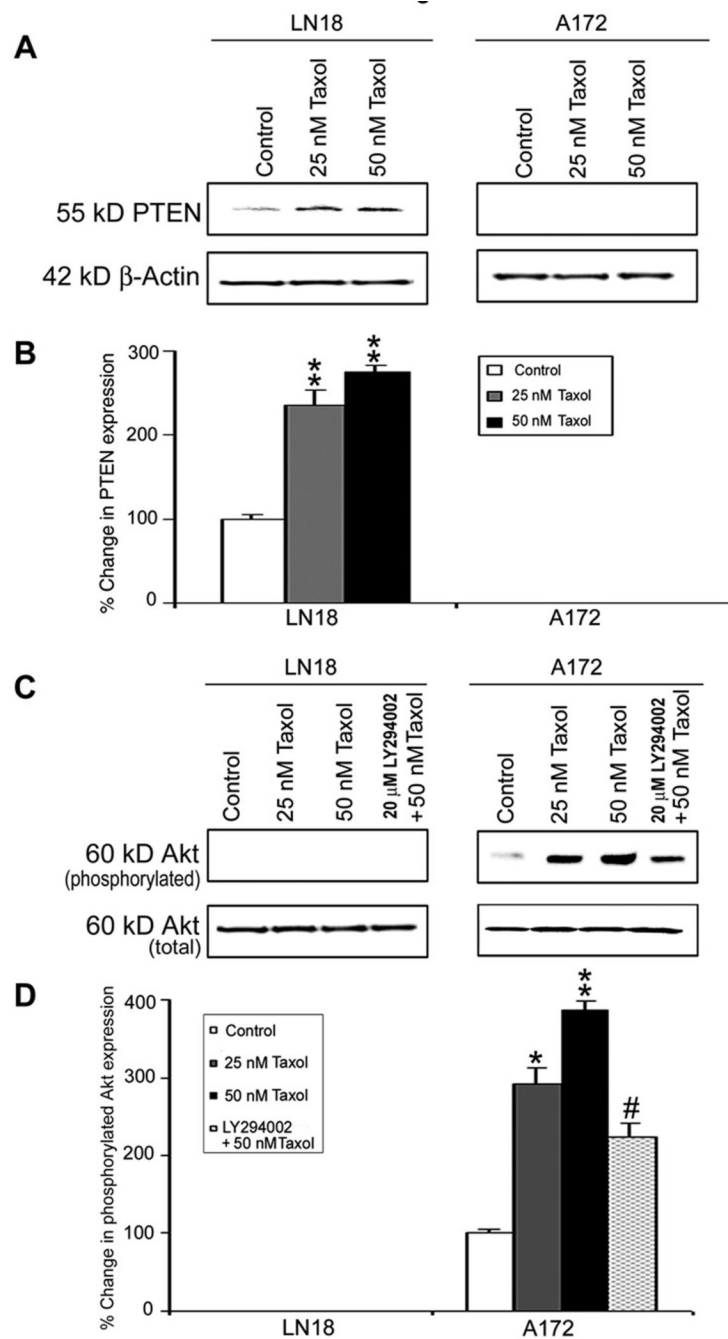 LN18 A172
A
Control 25 nM Taxol 50 nM Taxol Control 25 nM Taxol 50 nM Taxol
55 kD PTEN
42 kD β-Actin
B
% Change in PTEN expression
300
200
100
0
** **
Control
25 nM Taxol
50 nM Taxol
LN18 A172
C
LN18 A172
Control 25 nM Taxol 50 nM Taxol 20 μM LY294002 Control 25 nM Taxol 50 nM Taxol 20 μM LY294002
+50 nM Taxol +50 nM Taxol
60 kD Akt
(phosphorylated)
60 kD Akt
(total)
D
% Change in phosphorylated Akt expression
400
300
200
100
0
Control
25 nM Taxol
50 nM Taxol
LY294002
+ 50 nMTaxol
* ** #
LN18 A172